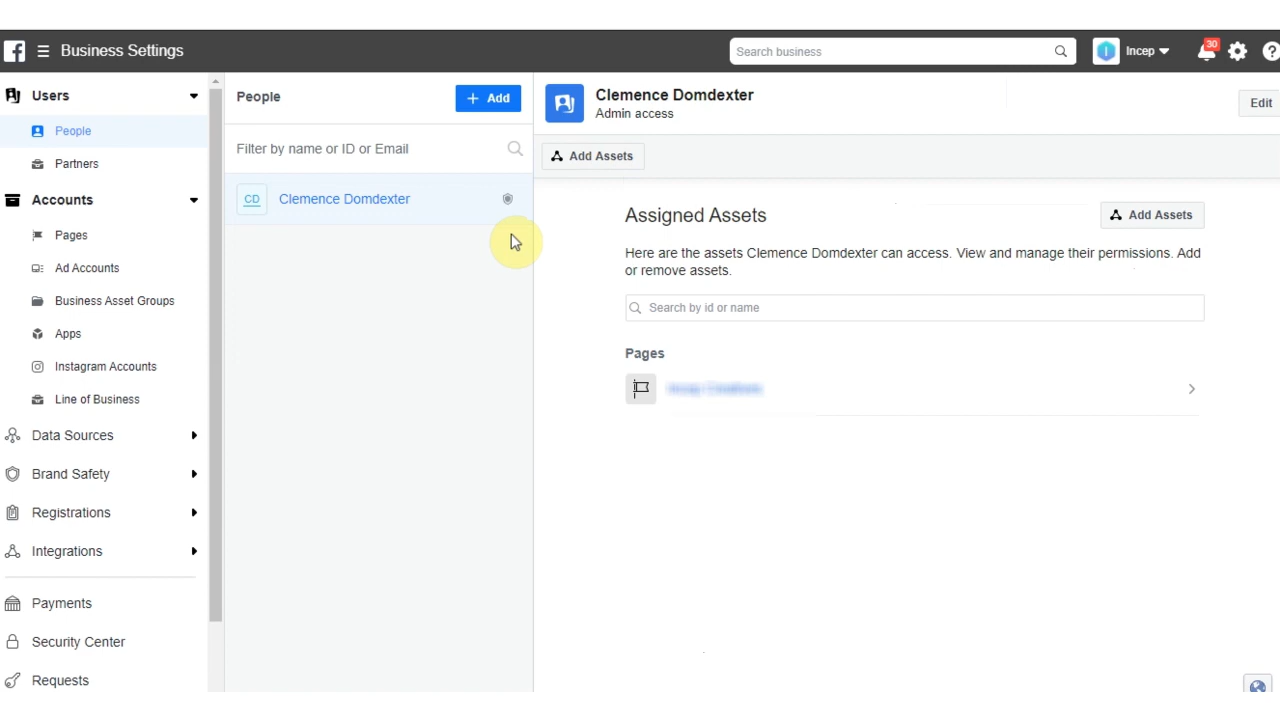 Business Settings
Search business
Incep
30
Users
People
Partners
Accounts
Pages
Ad Accounts
Business Asset Groups
Apps
Instagram Accounts
Line of Business
Data Sources
Brand Safety
Registrations
Integrations
Payments
Security Center
Requests
People
+ Add
Filter by name or ID or Email
CD
Clemence Domdexter
Clemence Domdexter
Admin access
Edit
Add Assets
Assigned Assets
Add Assets
Here are the assets Clemence Domdexter can access. View and manage their permissions. Add
or remove assets.
Search by id or name
Pages